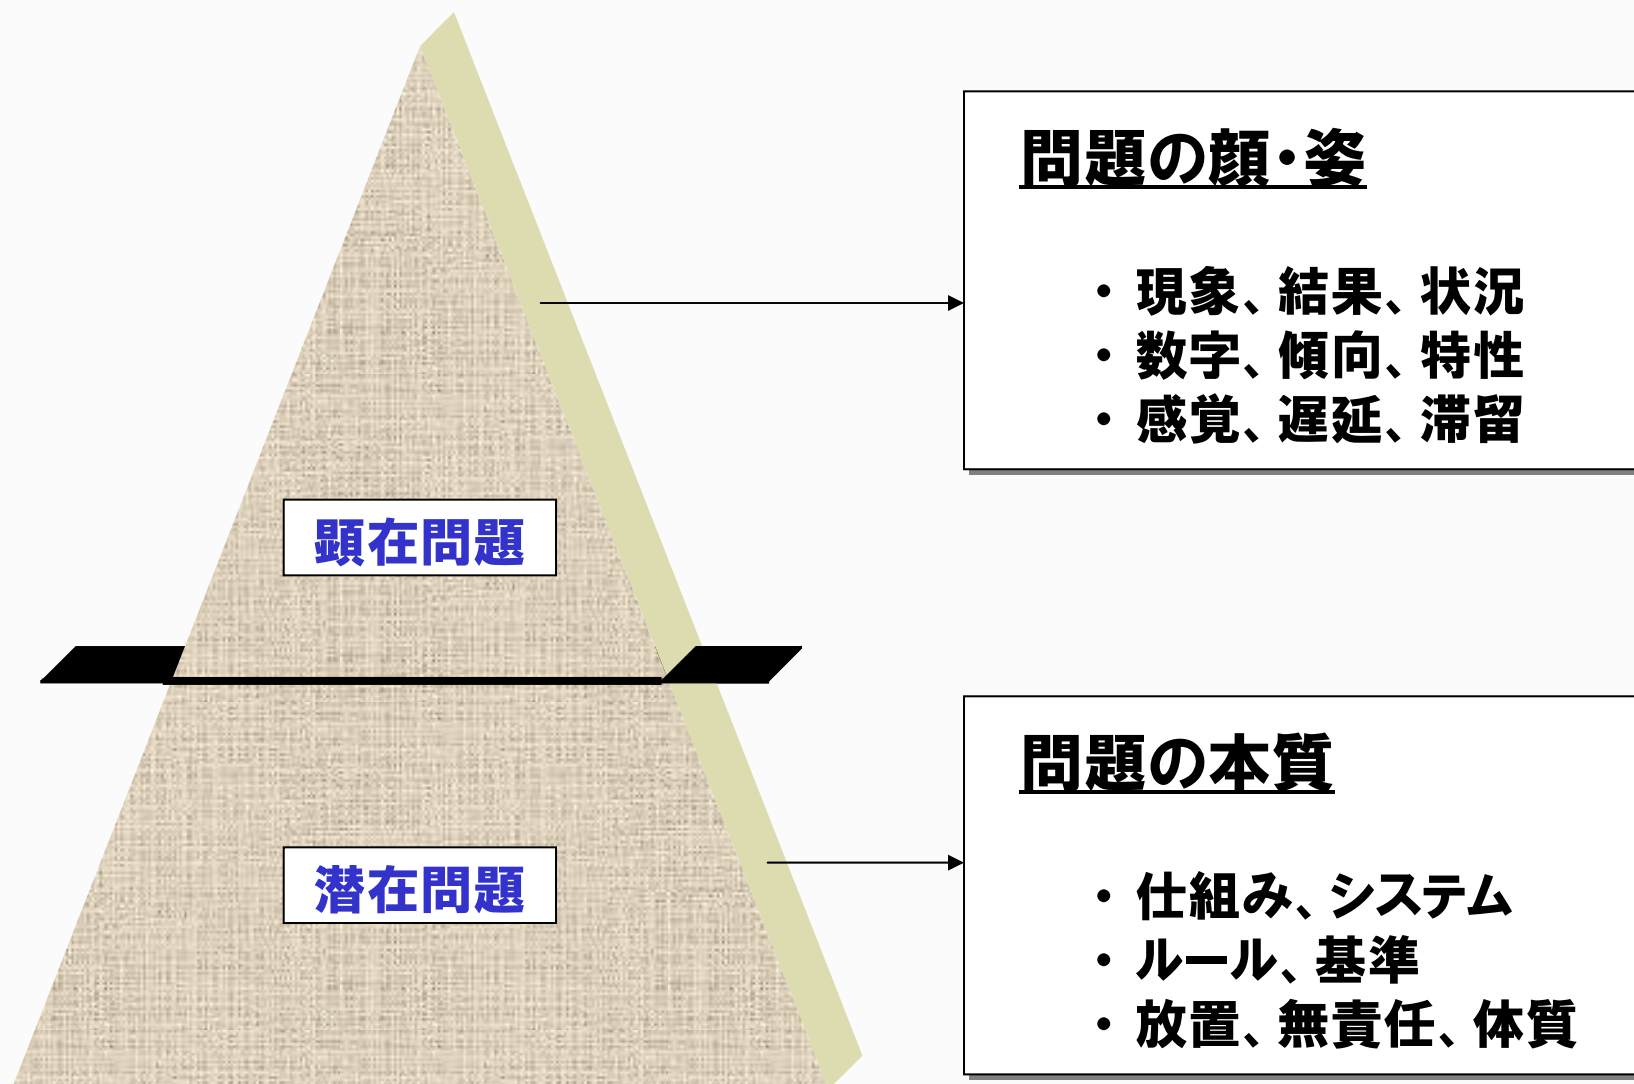 問題の顔・姿
• 現象、結果、状況
• 数字、傾向、特性
• 感覚、遅延、滞留
顕在問題
問題の本質
潜在問題
• 仕組み、システム
• ルール、基準
• 放置、無責任、体質